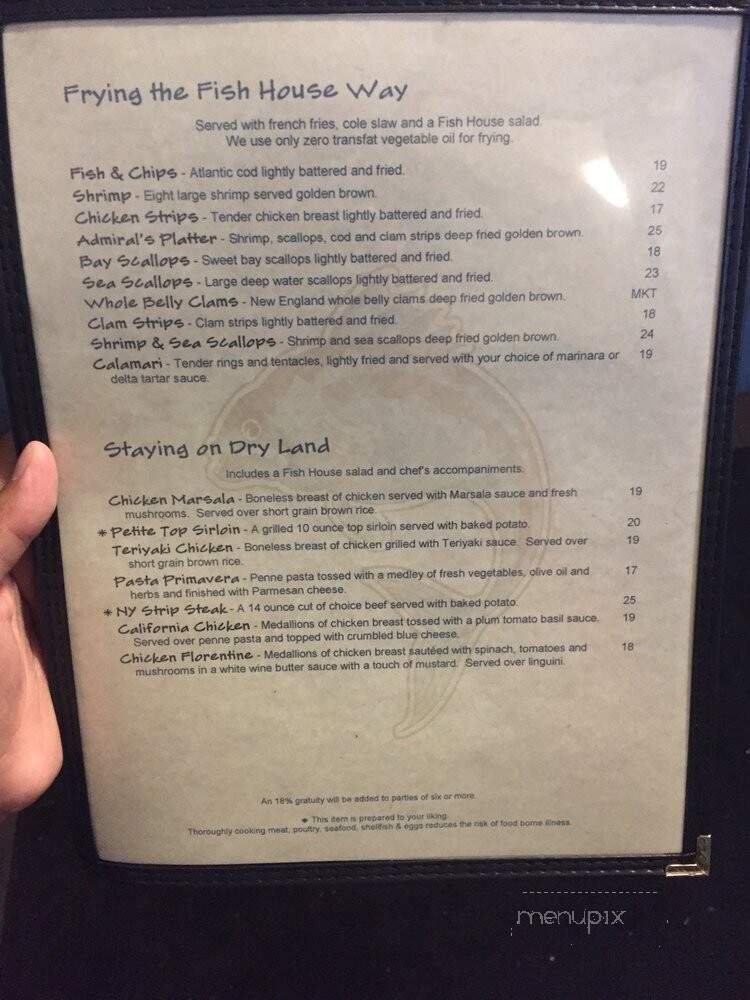 Frying the Fish House Way
Served with french fries, cole slaw and a Fish House salad.
We use only zero transfat vegetable oil for frying.
Fish & Chips - Atlantic cod lightly battered and fried. 19
Shrimp - Eight large shrimp served golden brown. 22
Chicken Strips - Tender chicken breast lightly battered and fried. 17
Admiral's Platter - Shrimp, scallops, cod and clam strips deep fried golden brown. 25
Bay Scallops - Sweet bay scallops lightly battered and fried. 18
Sea Scallops - Large deep water scallops lightly battered and fried. 23
Whole Belly Clams - New England whole belly clams deep fried golden brown. MKT
Clam Strips - Clam strips lightly battered and fried. 18
Shrimp & Sea Scallops - Shrimp and sea scallops deep fried golden brown. 24
Calamari - Tender rings and tentacles, lightly fried and served with your choice of marinara or 19
delta tartar sauce.
Staying on Dry Land
Includes a Fish House salad and chef's accompaniments.
Chicken Marsala - Boneless breast of chicken served with Marsala sauce and fresh 19
mushrooms. Served over short grain brown rice.
* Petite Top Sirloin - A grilled 10 ounce top sirloin served with baked potato. 20
Teriyaki Chicken - Boneless breast of chicken grilled with Teriyaki sauce. Served over 19
short grain brown rice.
Pasta Primavera - Penne pasta tossed with a medley of fresh vegetables, olive oil and 17
herbs and finished with Parmesan cheese.
* NY Strip Steak - A 14 ounce cut of choice beef served with baked potato. 25
California Chicken - Medallions of chicken breast tossed with a plum tomato basil sauce. 19
Served over penne pasta and topped with crumbled blue cheese.
Chicken Florentine - Medallions of chicken breast sautéed with spinach, tomatoes and 18
mushrooms in a white wine butter sauce with a touch of mustard. Served over linguini.
An 18% gratuity will be added to parties of six or more.
* This item is prepared to your liking.
Thoroughly cooking meat, poultry, seafood, shellfish & eggs reduces the risk of food borne illness.
menupix